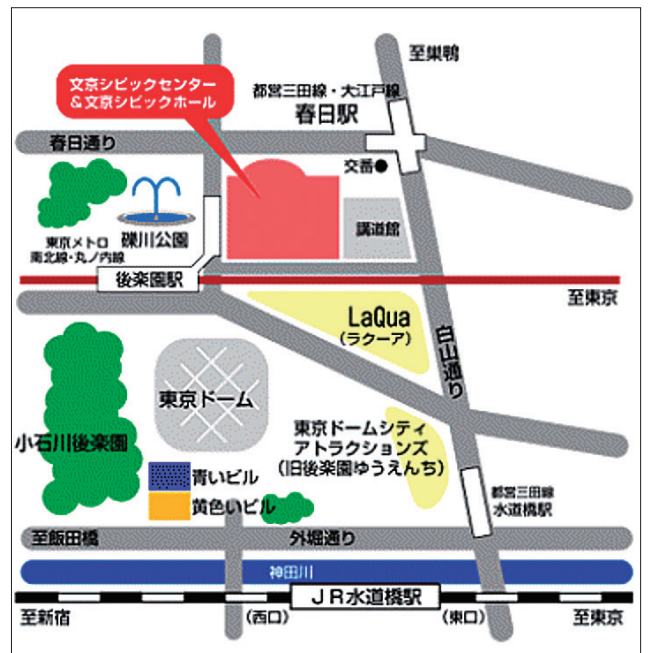 至巣鴨
文京シビックセンター
＆文京シビックホール
都営三田線・大江戸線
春日駅
春日通り
交番●
講道館
礫川公園
東京メトロ
南北線・丸ノ内線
後楽園駅
至東京
LaQua
(ラクーア)
白山通り
東京ドーム
小石川後楽園
東京ドームシティ
アトラクションズ
(旧後楽園ゆうえんち)
青いビル
黄色いビル
都営三田線
水道橋駅
至飯田橋
外堀通り
神田川
JR水道橋駅
至新宿
(西口)
(東口)
至東京